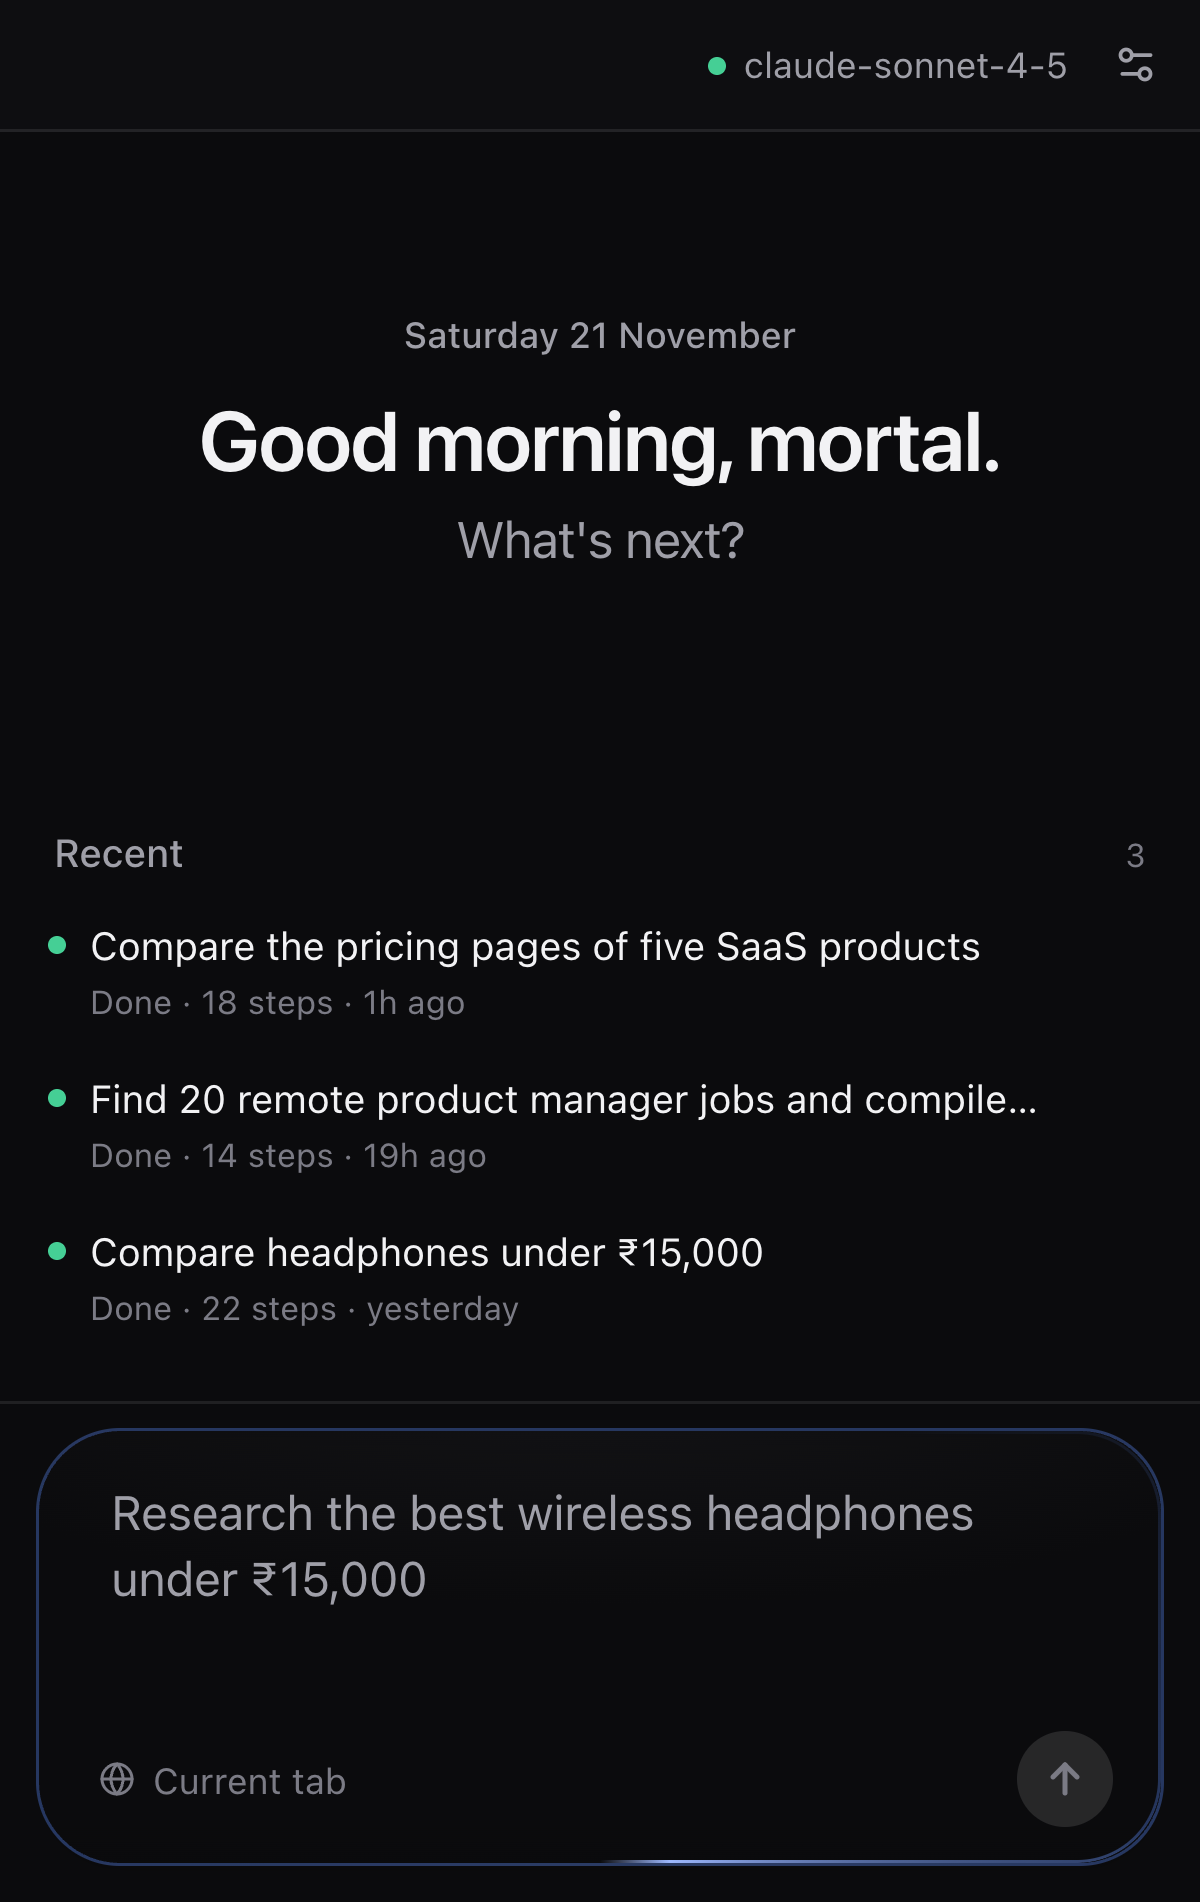 claude-sonnet-4-5
Saturday 21 November
Good morning, mortal.
What's next?
Recent
3
Compare the pricing pages of five SaaS products
Done · 18 steps · 1h ago
Find 20 remote product manager jobs and compile...
Done · 14 steps · 19h ago
Compare headphones under ₹15,000
Done · 22 steps · yesterday
Research the best wireless headphones
under ₹15,000
Current tab